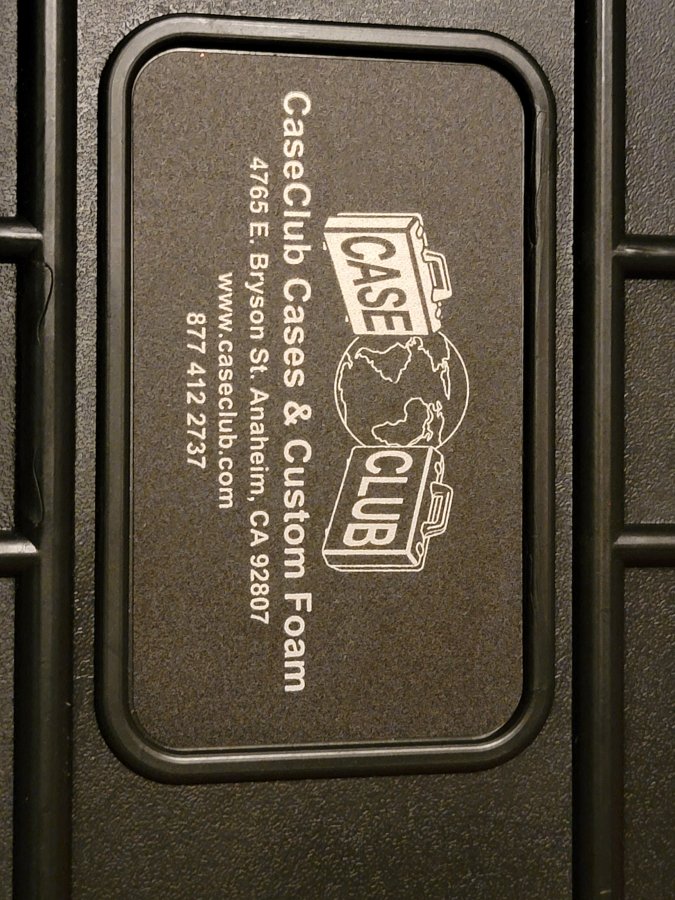 CASE
CLUB
CaseClub Cases & Custom Foam
4765 E. Bryson St. Anaheim, CA 92807
www.caseclub.com
877 412 2737